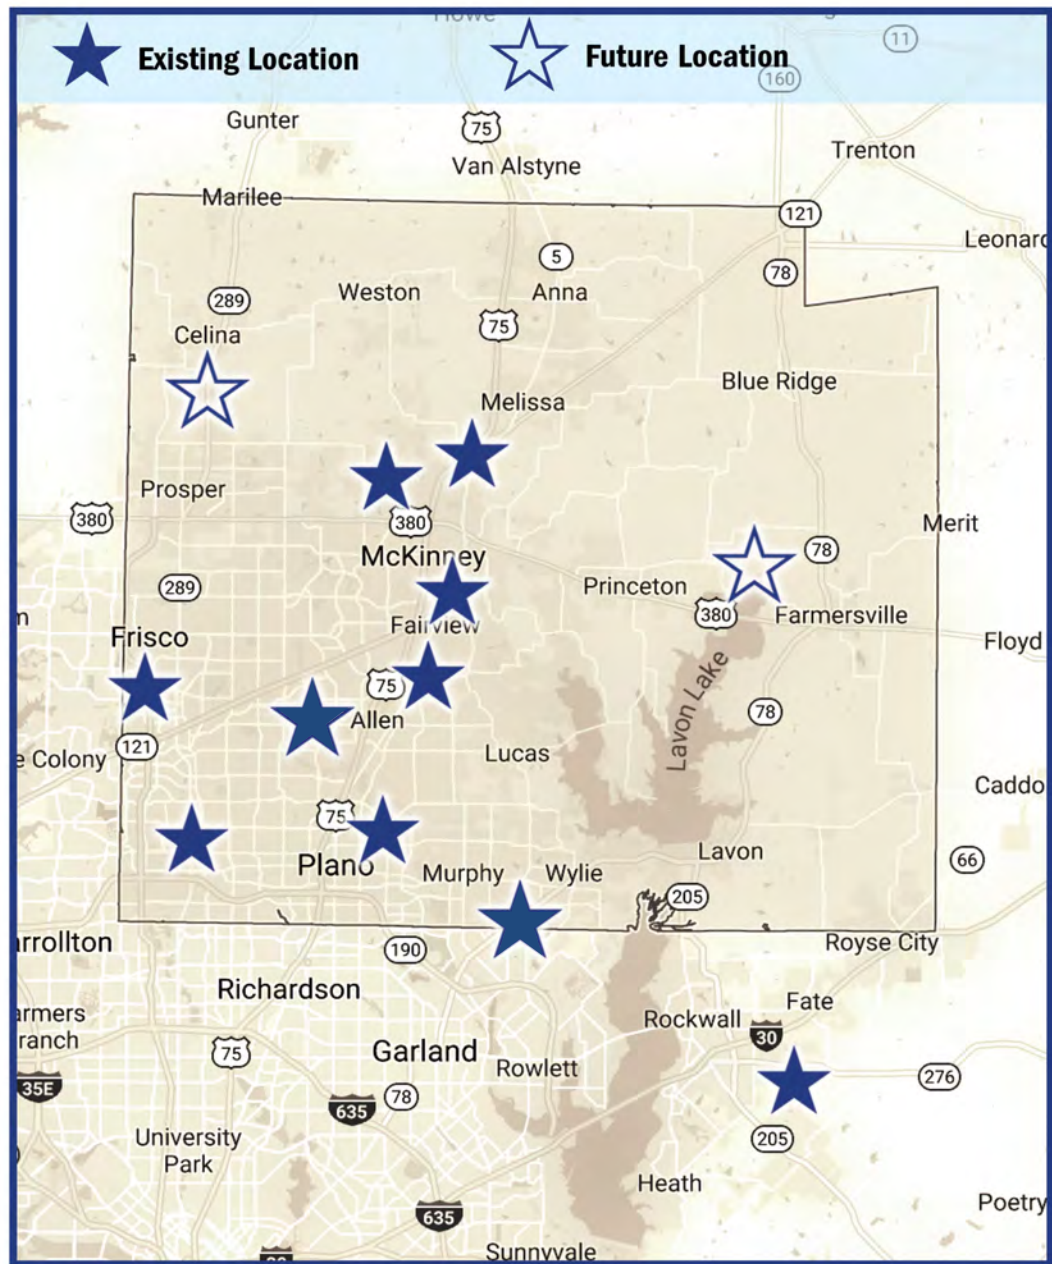 Howe
11
Existing Location
Future Location
160
Gunter
75
Van Alstyne
Trenton
Marilee
121
Leonard
5
78
289
Weston
Anna
75
Celina
Blue Ridge
Melissa
Prosper
380
380
Merit
McKinney
78
289
Princeton
380
Farmersville
Fairview
Frisco
Floyd
75
Lavon Lake
Allen
78
121
Lucas
e Colony
Caddo
75
Plano
Murphy
Wylie
Lavon
66
205
arrollton
190
Royse City
Richardson
Fate
armers
ranch
Rockwall
30
75
Garland
Rowlett
276
35E
78
635
University
Park
205
Heath
Poetry
635
Sunnyvale